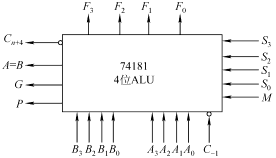 F₃ F₂ F₁ F₀
Cₙ₊₄
A=B
G
P
74181
4位ALU
S₃
S₂
S₁
S₀
M
B₃ B₂ B₁ B₀ A₃ A₂ A₁ A₀ C₋₁